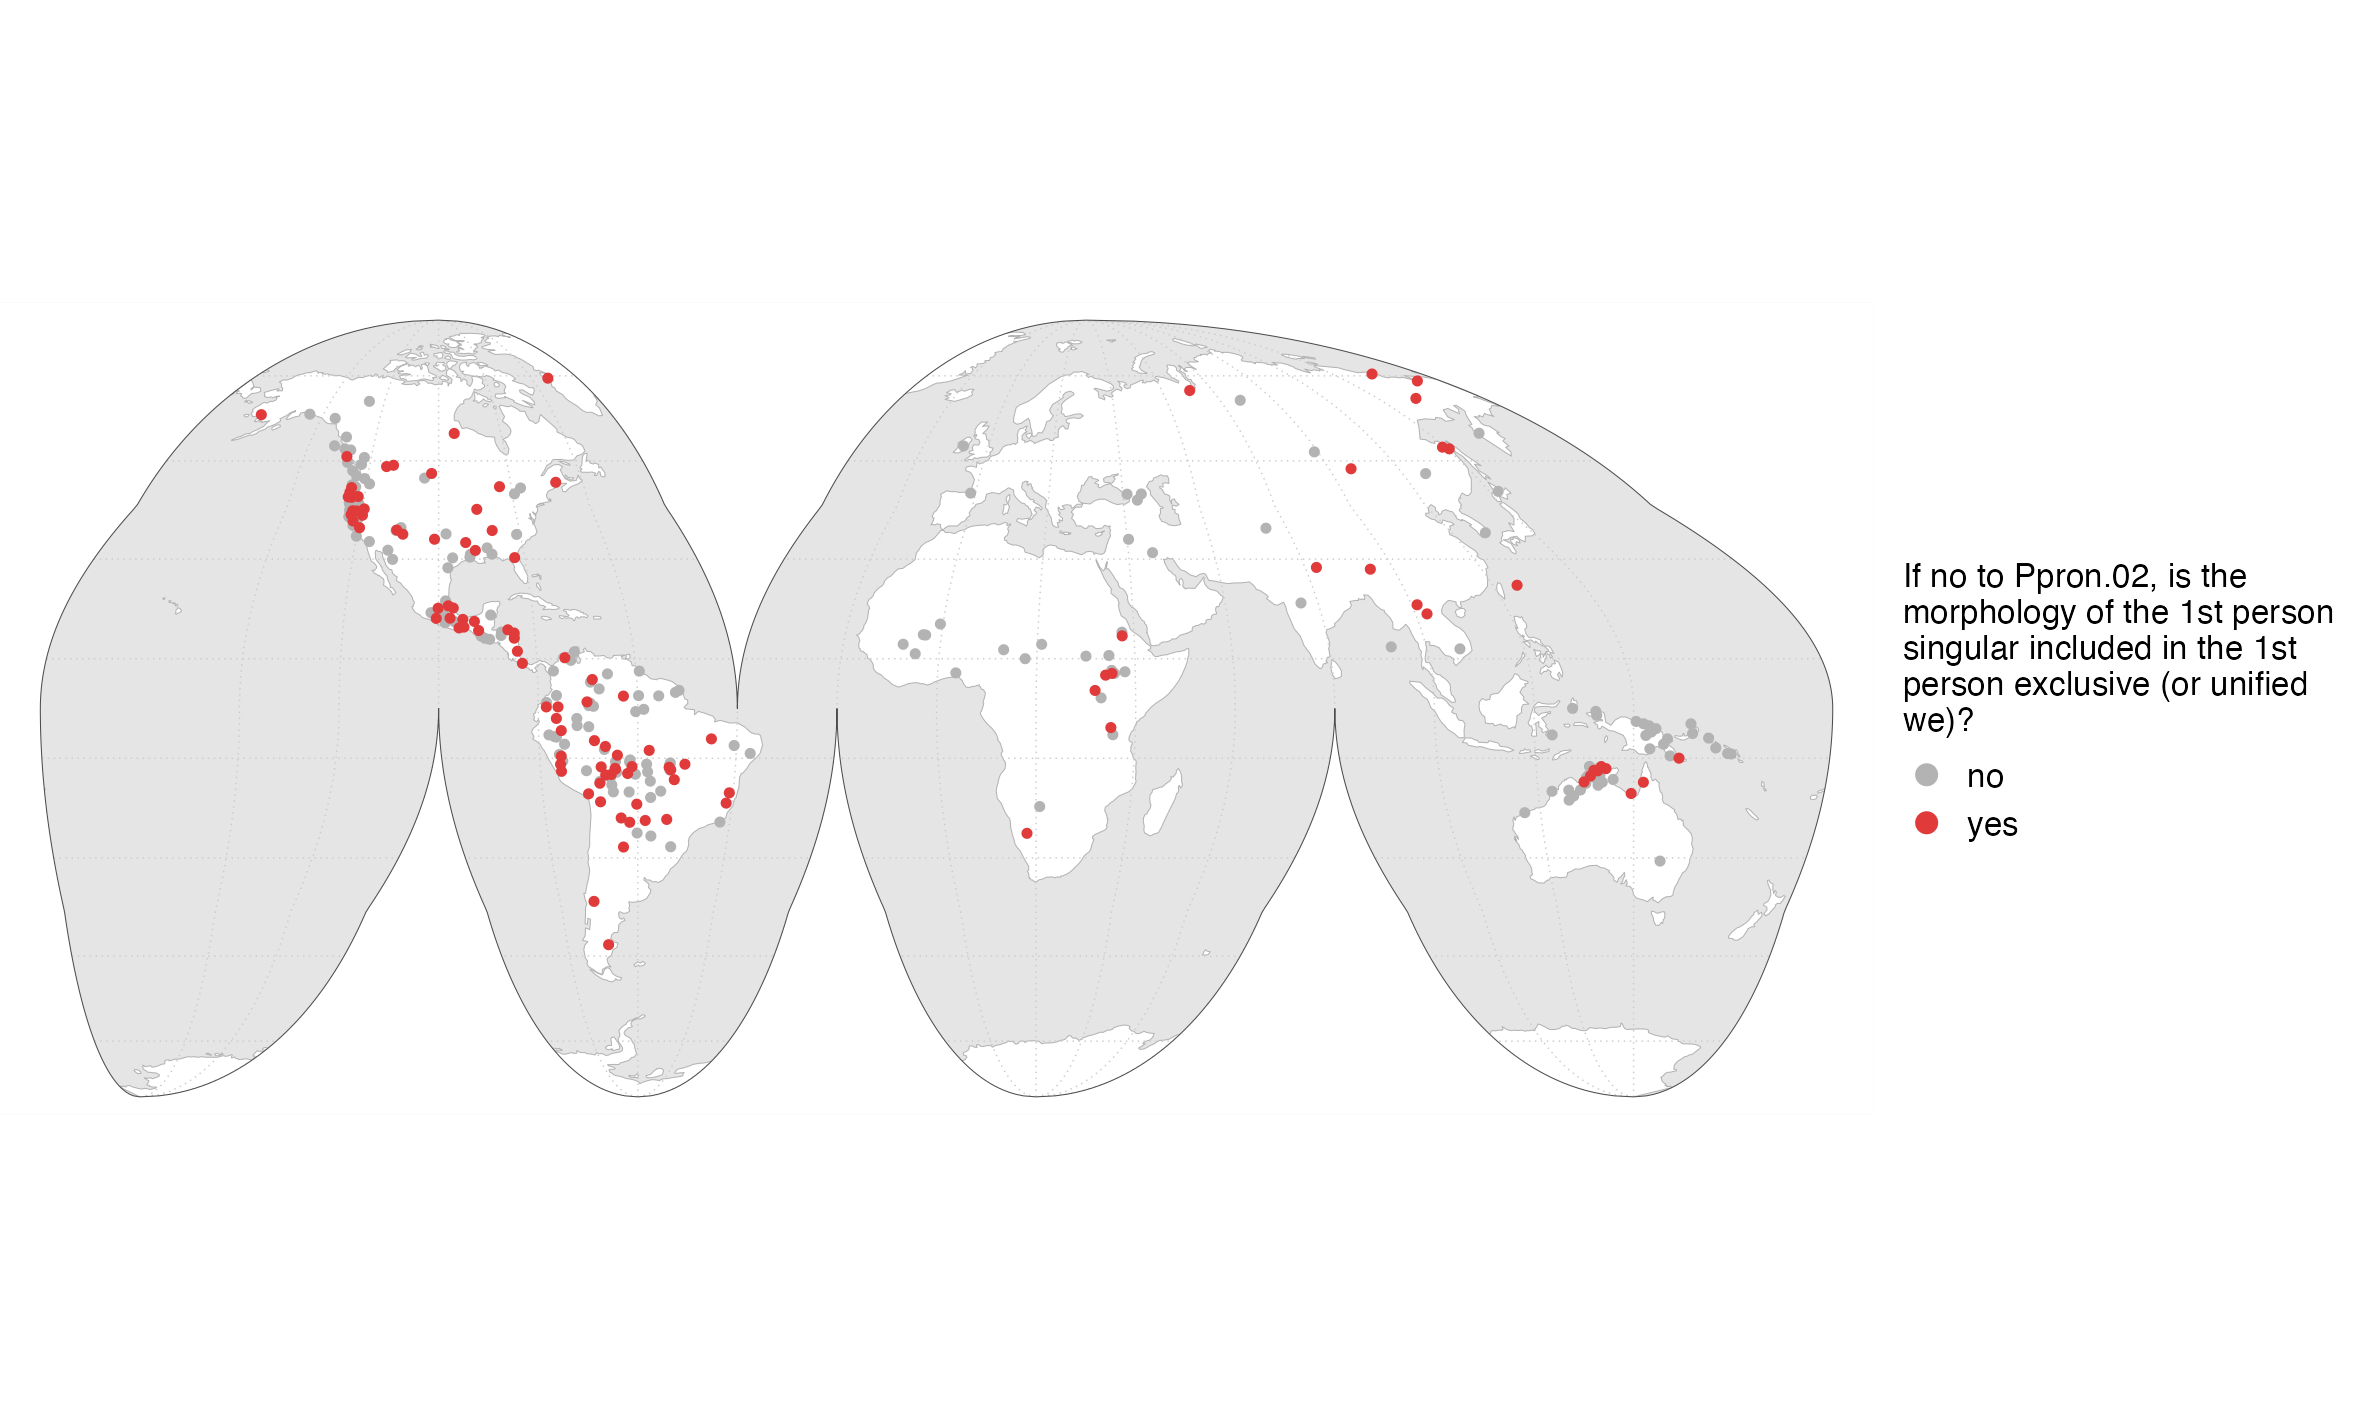 If no to Ppron.02, is the
morphology of the 1st person
singular included in the 1st
person exclusive (or unified
we)?
no
yes